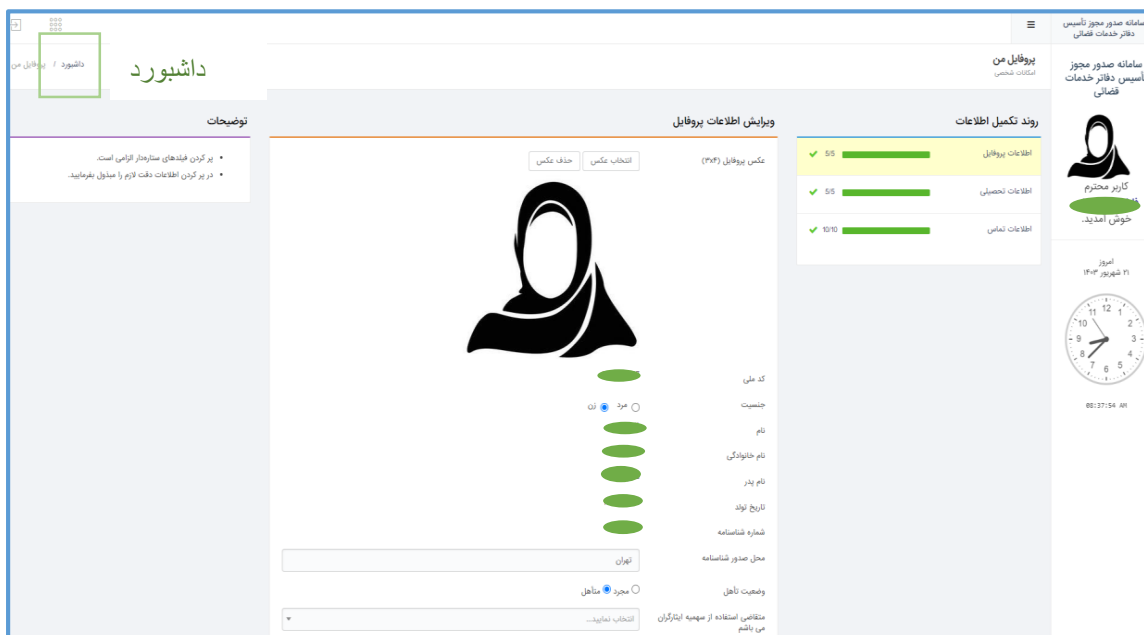 سامانه صدور مجوز تأسیس
دفاتر خدمات قضائی
سامانه صدور مجوز
تأسیس دفاتر خدمات
قضائی
کاربر محترم
خوش آمدید.
امروز
۲۱ شهریور ۱۴۰۳
12
1
2
3
4
5
6
7
8
9
10
11
08:37:54 AM
پروفایل من
امکانات شخصی
داشبورد / پروفایل من
داشبورد
روند تکمیل اطلاعات
اطلاعات پروفایل 5/5
اطلاعات تحصیلی 5/5
اطلاعات تماس 10/10
ویرایش اطلاعات پروفایل
عکس پروفایل (۳x۴) انتخاب عکس حذف عکس
کد ملی
جنسیت مرد زن
نام
نام خانوادگی
نام پدر
تاریخ تولد
شماره شناسنامه
محل صدور شناسنامه تهران
وضعیت تأهل مجرد متأهل
متقاضی استفاده از سهمیه ایثارگران انتخاب نمایید...
می باشم
توضیحات
پر کردن فیلدهای ستاره‌دار الزامی است.
در پر کردن اطلاعات دقت لازم را مبذول بفرمایید.